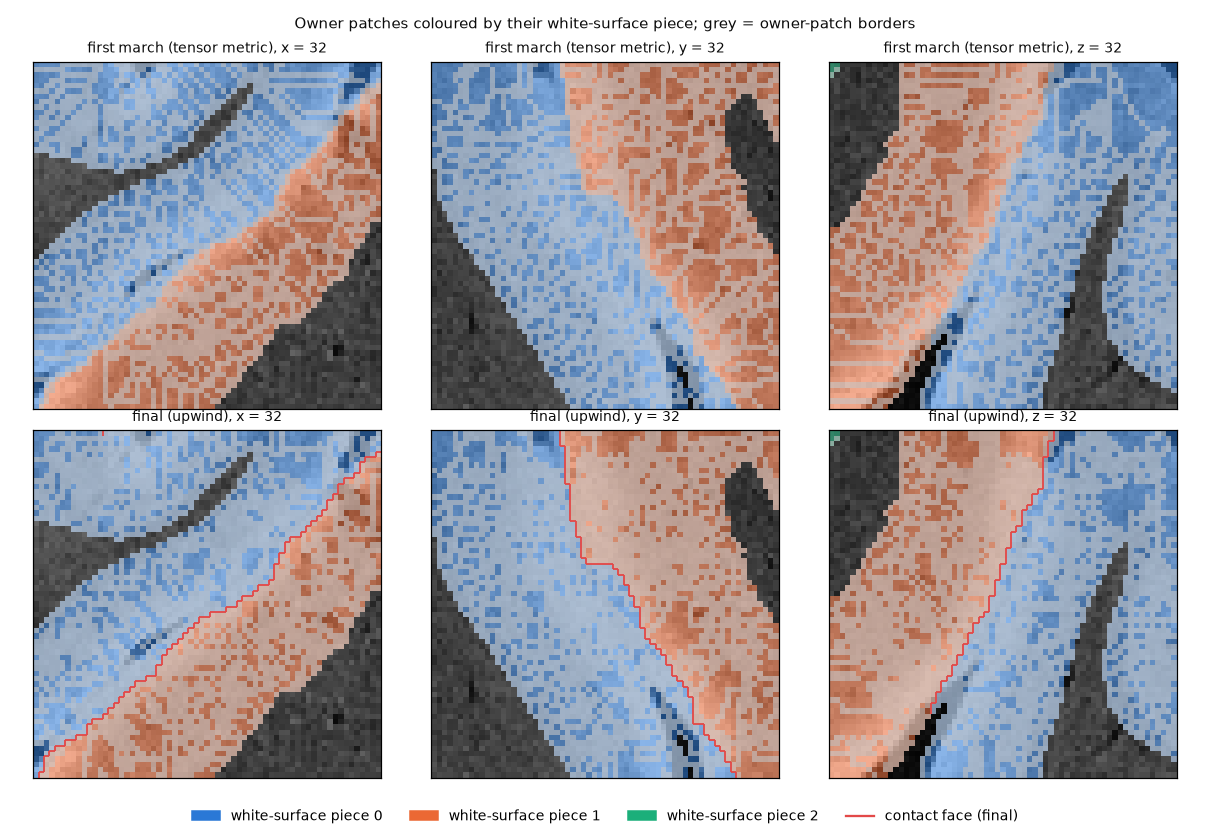 Owner patches coloured by their white-surface piece; grey = owner-patch borders
first march (tensor metric), x = 32
first march (tensor metric), y = 32
first march (tensor metric), z = 32
final (upwind), x = 32
final (upwind), y = 32
final (upwind), z = 32
white-surface piece 0
white-surface piece 1
white-surface piece 2
contact face (final)